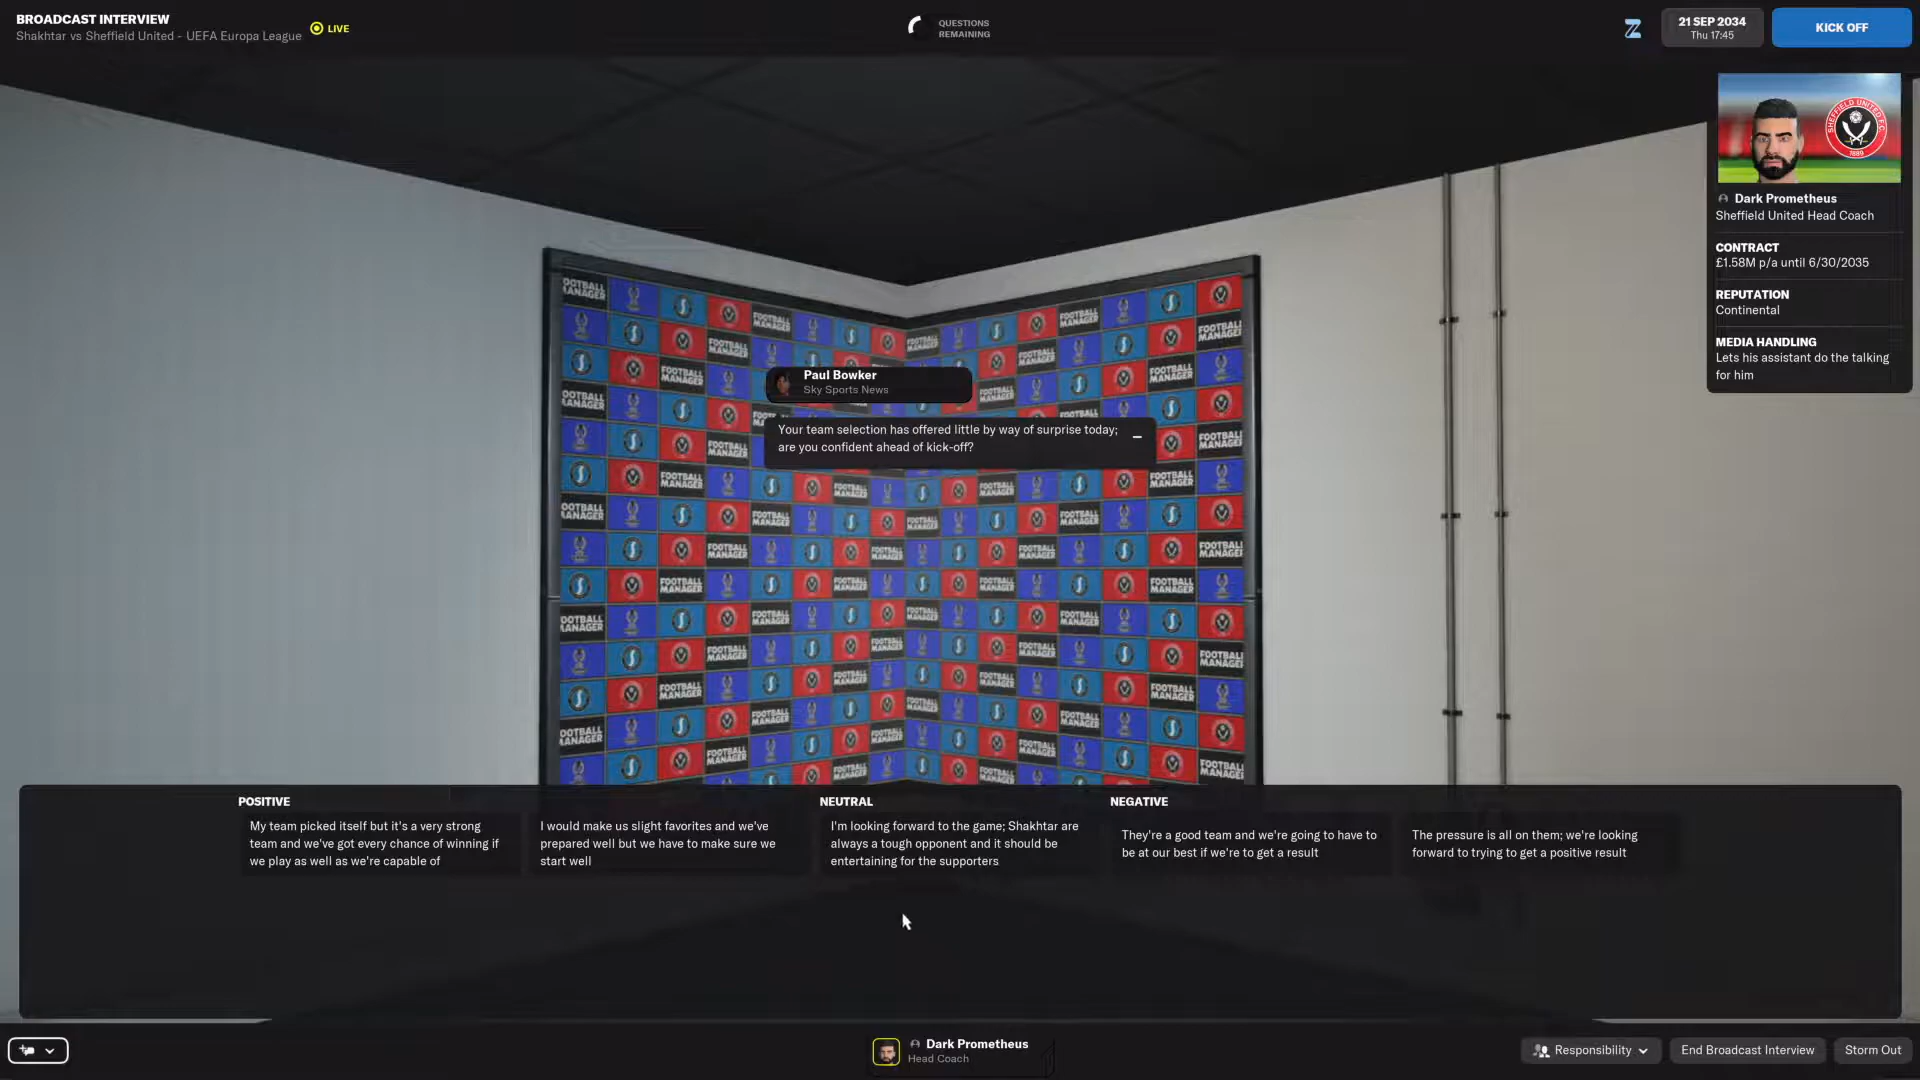 BROADCAST INTERVIEW
Shakhtar vs Sheffield United - UEFA Europa League
LIVE
QUESTIONS
REMAINING
21 SEP 2034
Thu 17:45
KICK OFF
SHEFFIELD UNITED F.C.
1889
Dark Prometheus
Sheffield United Head Coach
CONTRACT
£1.58M p/a until 6/30/2035
REPUTATION
Continental
MEDIA HANDLING
Lets his assistant do the talking
for him
FOOTBALL
MANAGER
Paul Bowker
Sky Sports News
Your team selection has offered little by way of surprise today;
are you confident ahead of kick-off?
POSITIVE
My team picked itself but it's a very strong
team and we've got every chance of winning if
we play as well as we're capable of
I would make us slight favorites and we've
prepared well but we have to make sure we
start well
NEUTRAL
I'm looking forward to the game; Shakhtar are
always a tough opponent and it should be
entertaining for the supporters
NEGATIVE
They're a good team and we're going to have to
be at our best if we're to get a result
The pressure is all on them; we're looking
forward to trying to get a positive result
Dark Prometheus
Head Coach
Responsibility
End Broadcast Interview
Storm Out